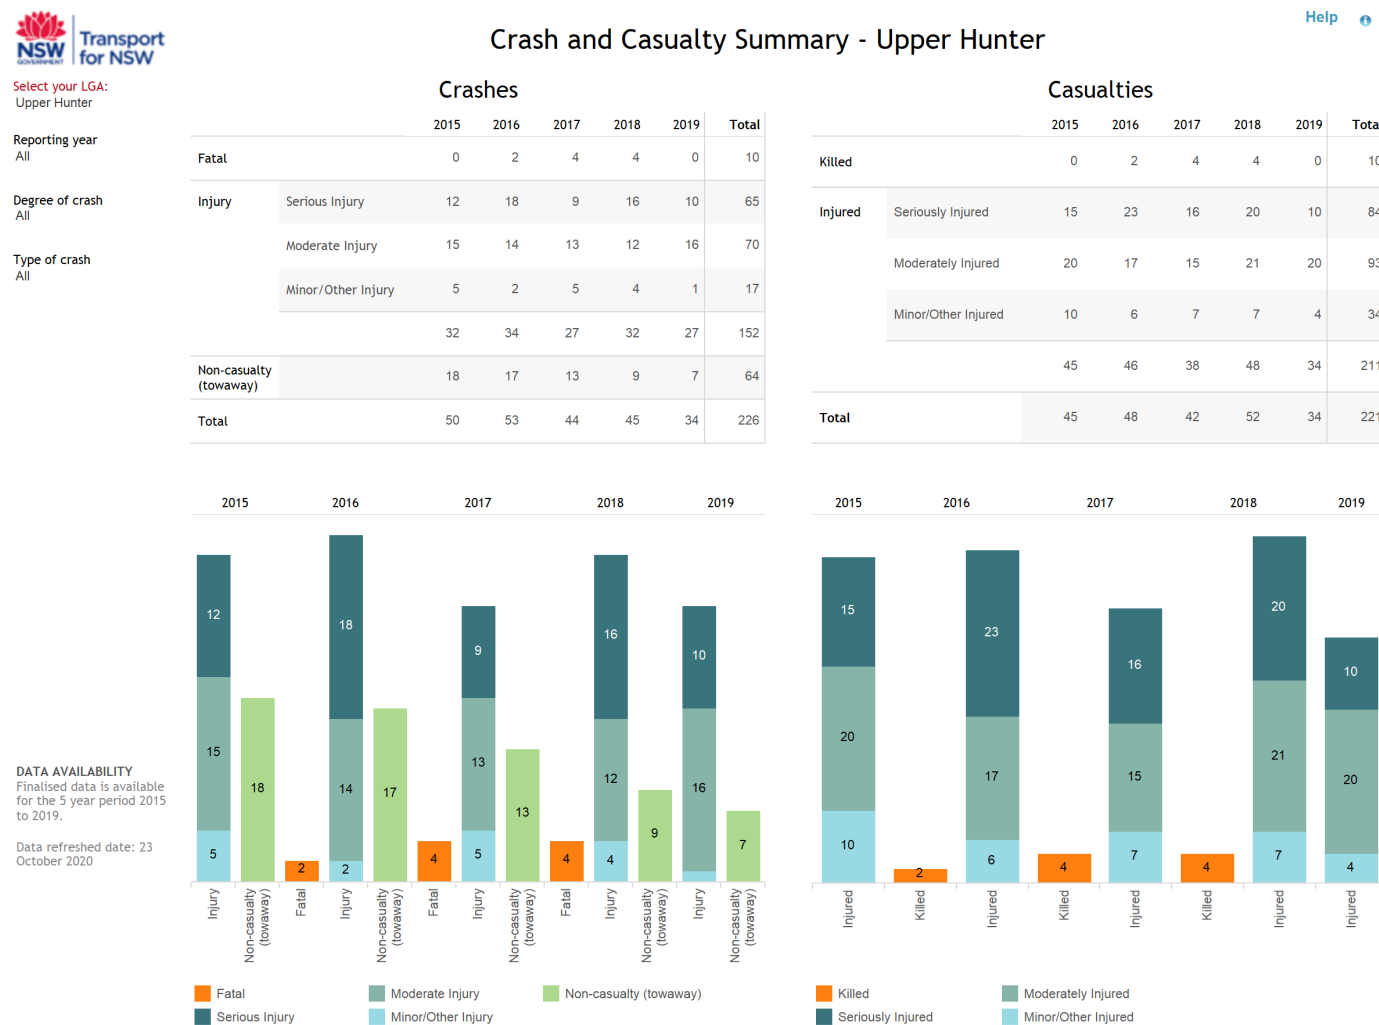 Help
NSW
GOVERNMENT
Transport
for NSW
Crash and Casualty Summary - Upper Hunter
Select your LGA:
Upper Hunter
Reporting year
All
Degree of crash
All
Type of crash
All
Crashes
2015 2016 2017 2018 2019 Total
Fatal 0 2 4 4 0 10
Injury Serious Injury 12 18 9 16 10 65
Moderate Injury 15 14 13 12 16 70
Minor/Other Injury 5 2 5 4 1 17
32 34 27 32 27 152
Non-casualty
(towaway) 18 17 13 9 7 64
Total 50 53 44 45 34 226
Casualties
2015 2016 2017 2018 2019 Tota
Killed 0 2 4 4 0 10
Injured Seriously Injured 15 23 16 20 10 84
Moderately Injured 20 17 15 21 20 93
Minor/Other Injured 10 6 7 7 4 34
45 46 38 48 34 211
Total 45 48 42 52 34 221
2015 2016 2017 2018 2019
12 18 9 16 10
15 14 13 12 16
18 17 13 9 7
5 2 2 4 5 4 4
Injury
Non-casualty
(towaway)
Fatal
Injury
Non-casualty
(towaway)
Fatal
Injury
Non-casualty
(towaway)
Fatal
Injury
Non-casualty
(towaway)
Injury
Non-casualty
(towaway)
Fatal
Moderate Injury
Non-casualty (towaway)
Serious Injury
Minor/Other Injury
2015 2016 2017 2018 2019
15 23 16 20 10
20 17 15 21 20
10 2 6 4 7 4 7 4
Injured
Killed
Injured
Killed
Injured
Killed
Injured
Injured
Killed
Moderately Injured
Seriously Injured
Minor/Other Injured
DATA AVAILABILITY
Finalised data is available
for the 5 year period 2015
to 2019.
Data refreshed date: 23
October 2020